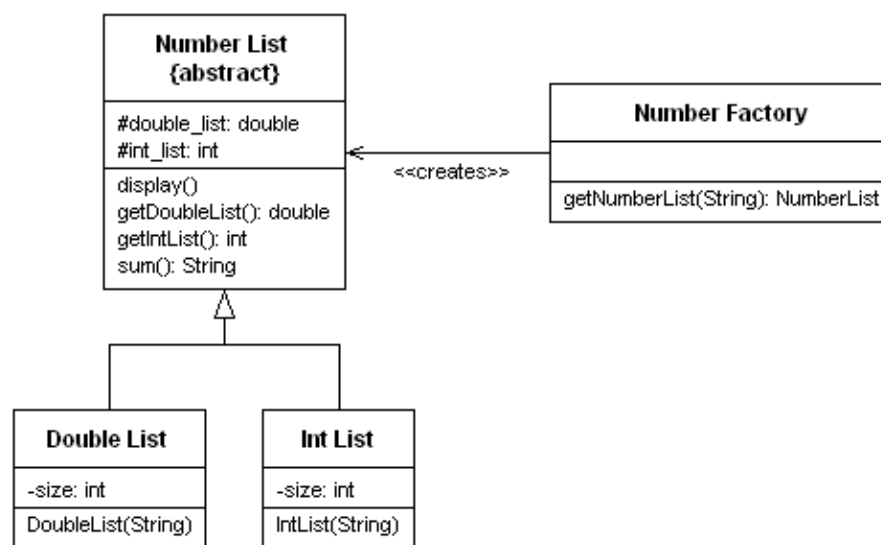 Number List
{abstract}
#double_list: double
#int_list: int
display()
getDoubleList(): double
getIntList(): int
sum(): String
<<creates>>
Number Factory
getNumberList(String): NumberList
Double List
-size: int
DoubleList(String)
Int List
-size: int
IntList(String)